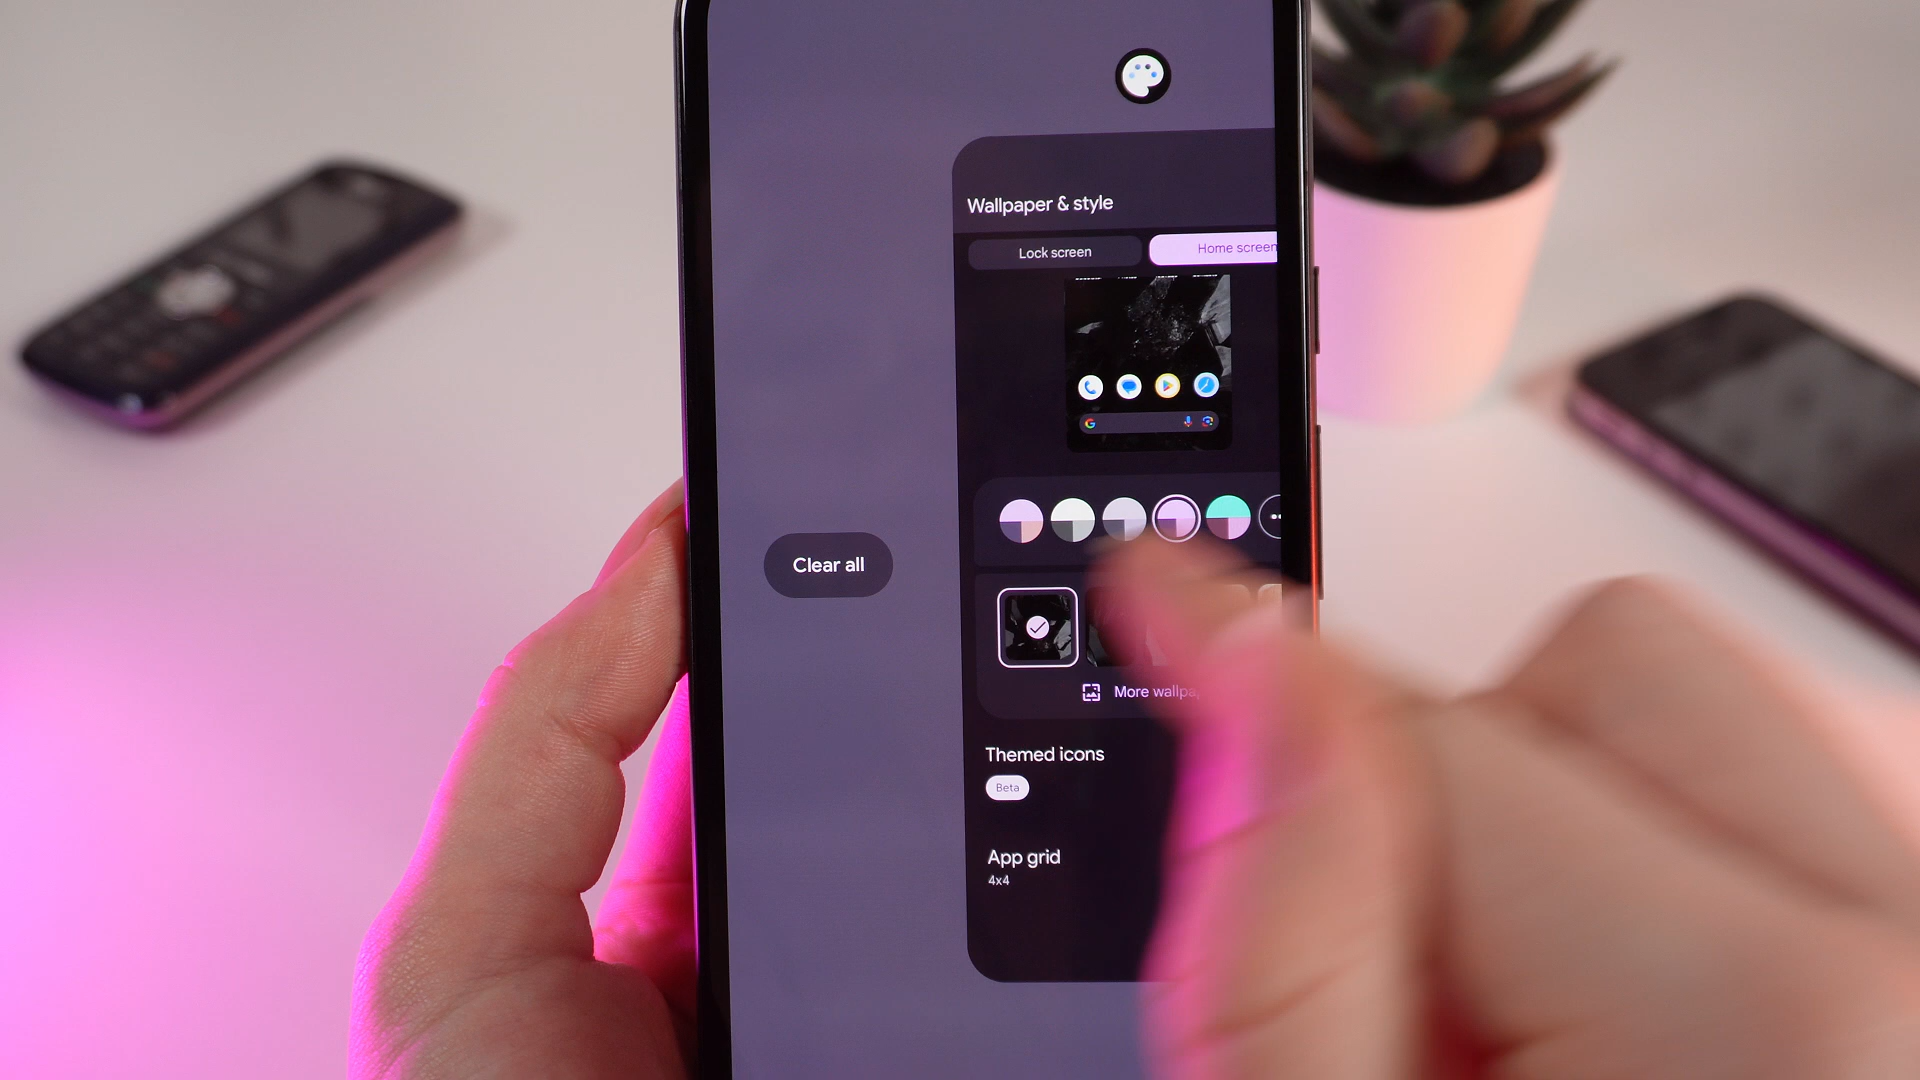 Wallpaper & style
Lock screen
Home screen
Clear all
More wallpa
Themed icons
Beta
App grid
4x4